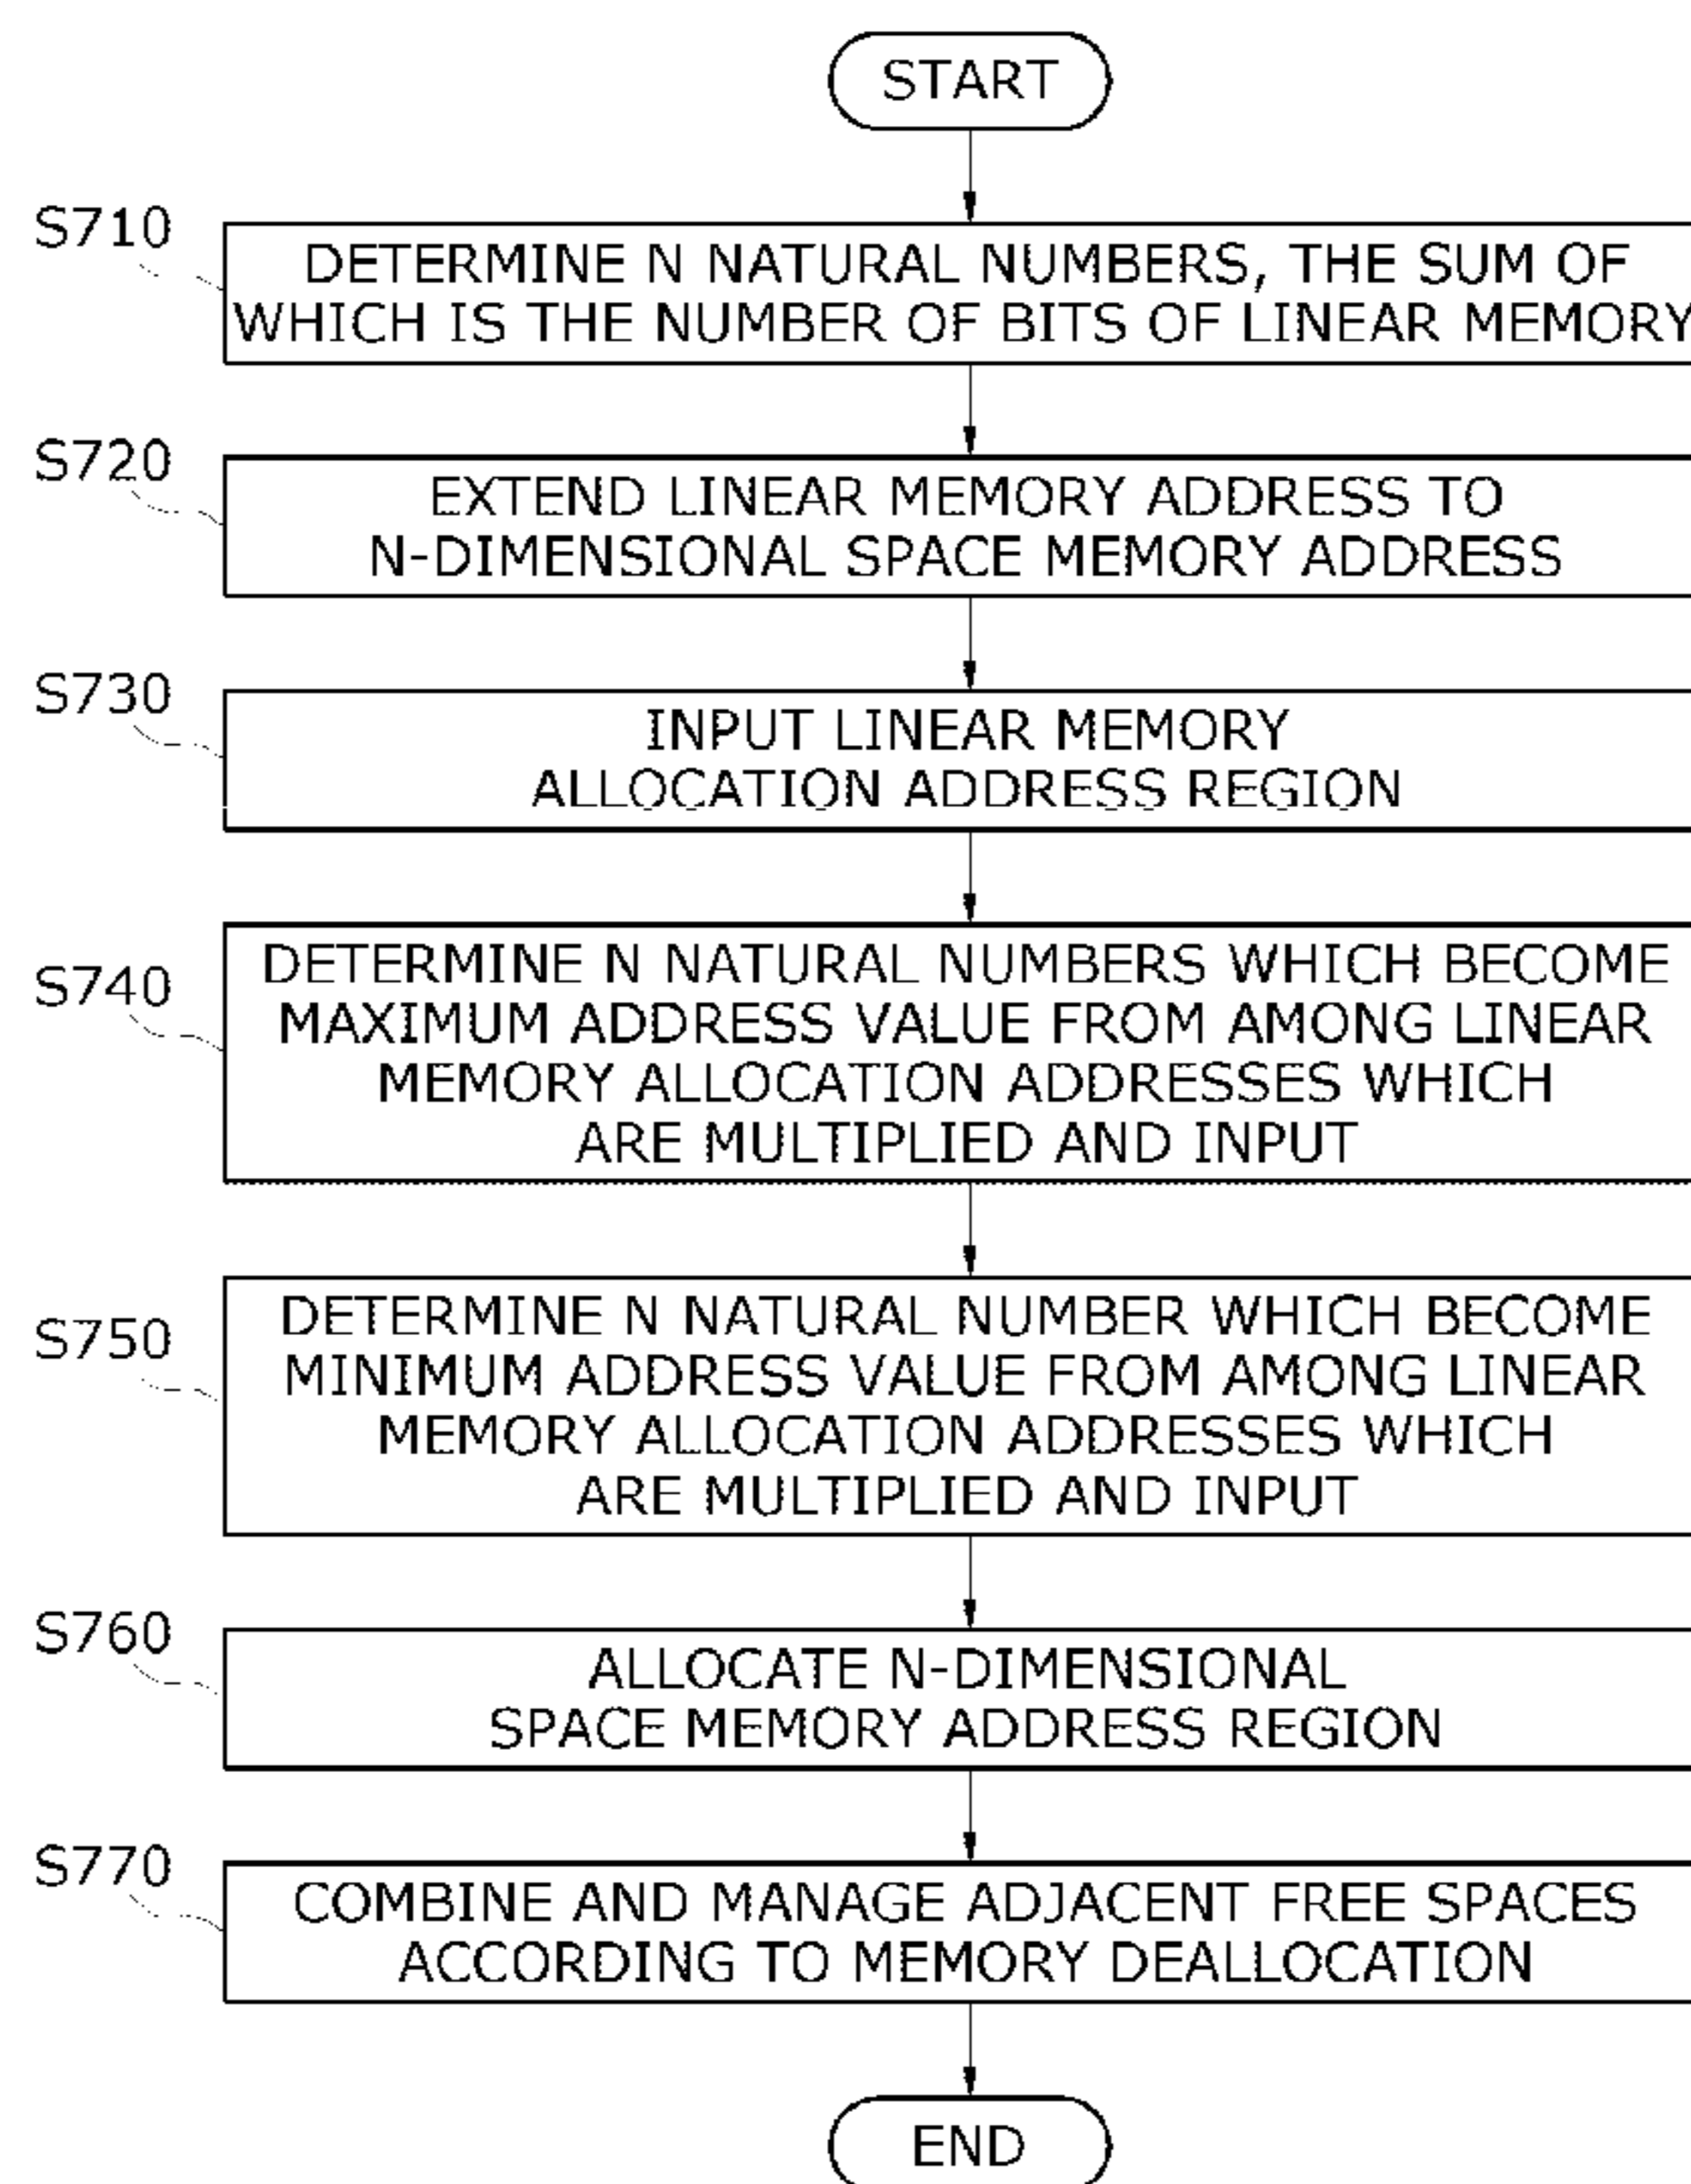 START
S710
DETERMINE N NATURAL NUMBERS, THE SUM OF
WHICH IS THE NUMBER OF BITS OF LINEAR MEMORY
S720
EXTEND LINEAR MEMORY ADDRESS TO
N-DIMENSIONAL SPACE MEMORY ADDRESS
S730
INPUT LINEAR MEMORY
ALLOCATION ADDRESS REGION
S740
DETERMINE N NATURAL NUMBERS WHICH BECOME
MAXIMUM ADDRESS VALUE FROM AMONG LINEAR
MEMORY ALLOCATION ADDRESSES WHICH
ARE MULTIPLIED AND INPUT
S750
DETERMINE N NATURAL NUMBER WHICH BECOME
MINIMUM ADDRESS VALUE FROM AMONG LINEAR
MEMORY ALLOCATION ADDRESSES WHICH
ARE MULTIPLIED AND INPUT
S760
ALLOCATE N-DIMENSIONAL
SPACE MEMORY ADDRESS REGION
S770
COMBINE AND MANAGE ADJACENT FREE SPACES
ACCORDING TO MEMORY DEALLOCATION
END